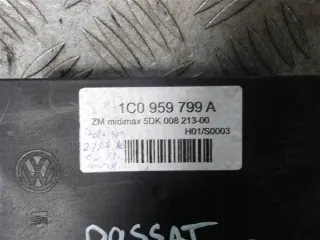 1C0 959 799 A
ZM midimax 5DK 008 213-00
H01/S0003
PASSAT